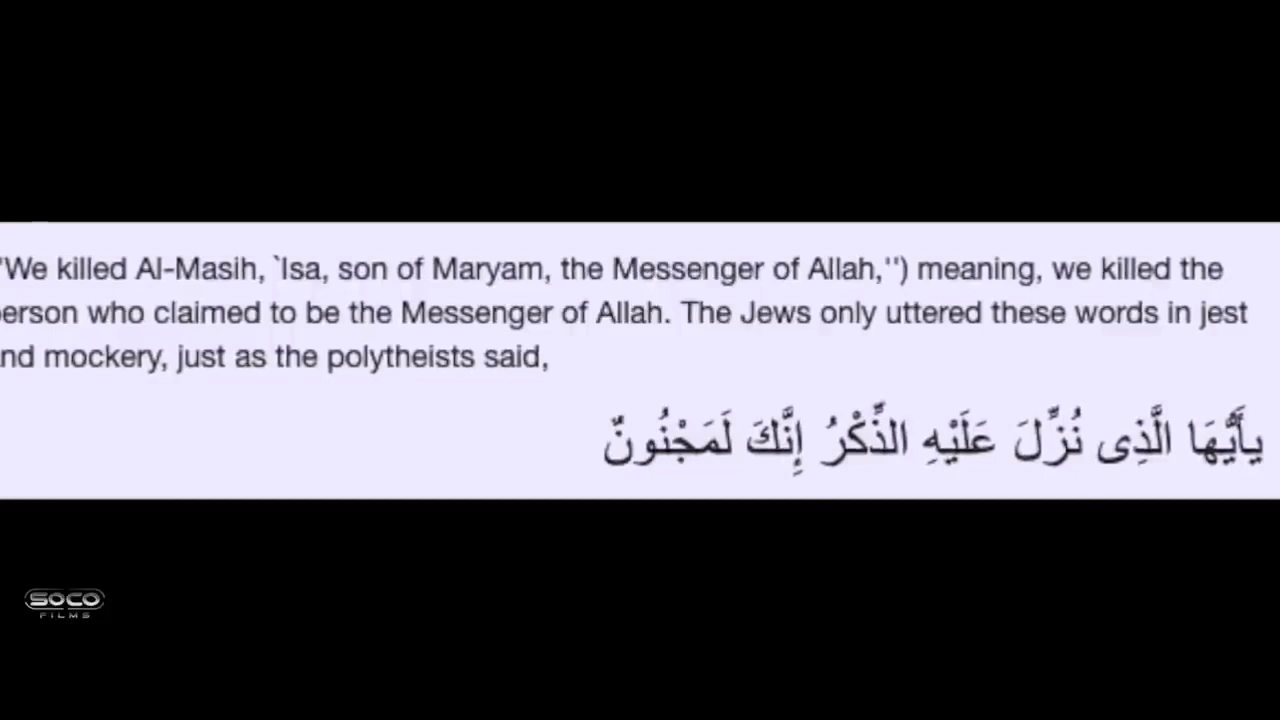 "We killed Al-Masih, `Isa, son of Maryam, the Messenger of Allah,'') meaning, we killed the
erson who claimed to be the Messenger of Allah. The Jews only uttered these words in jest
nd mockery, just as the polytheists said,
يأَيُّهَا الَّذِى نُزِّلَ عَلَيْهِ الذِّكْرُ إِنَّكَ لَمَجْنُونٌ
SOCO
FILMS